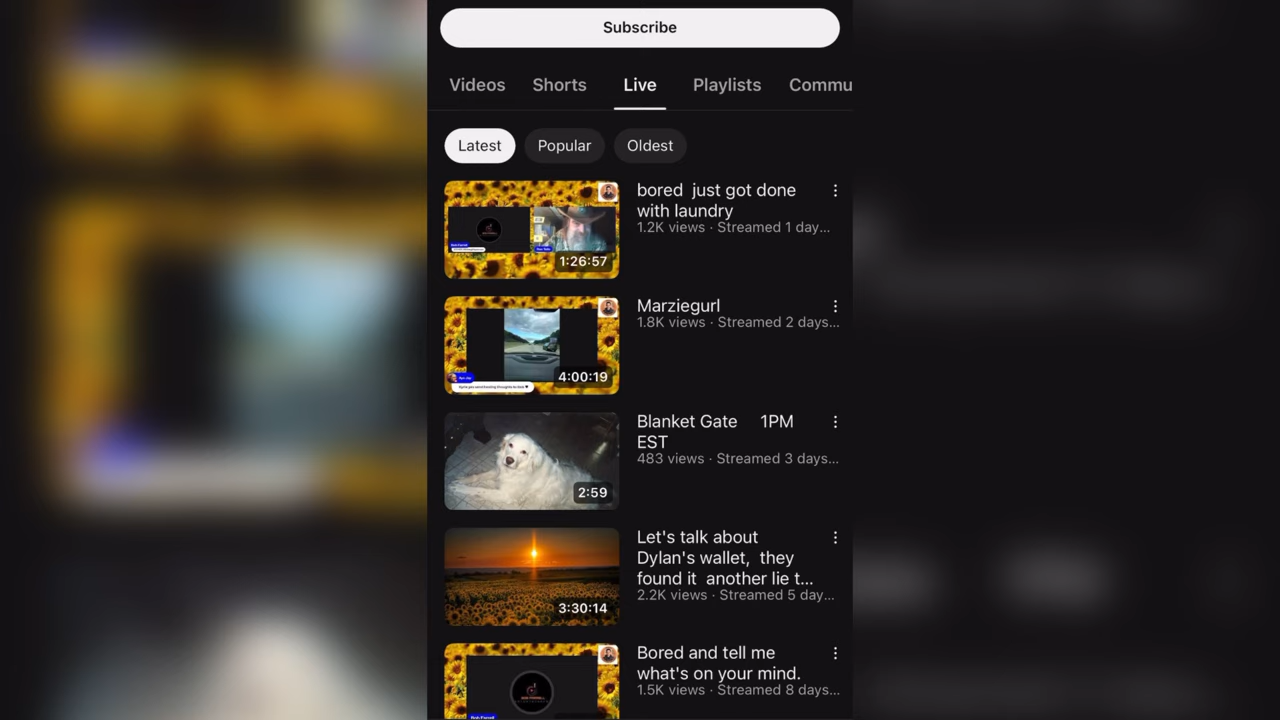 Subscribe
Videos Shorts Live Playlists Commu
Latest Popular Oldest
bored just got done
with laundry
1.2K views · Streamed 1 day...
1:26:57
Marziegurl
1.8K views · Streamed 2 days...
4:00:19
Blanket Gate 1PM
EST
483 views · Streamed 3 days...
2:59
Let's talk about
Dylan's wallet, they
found it another lie t...
2.2K views · Streamed 5 day...
3:30:14
Bored and tell me
what's on your mind.
1.5K views · Streamed 8 days...